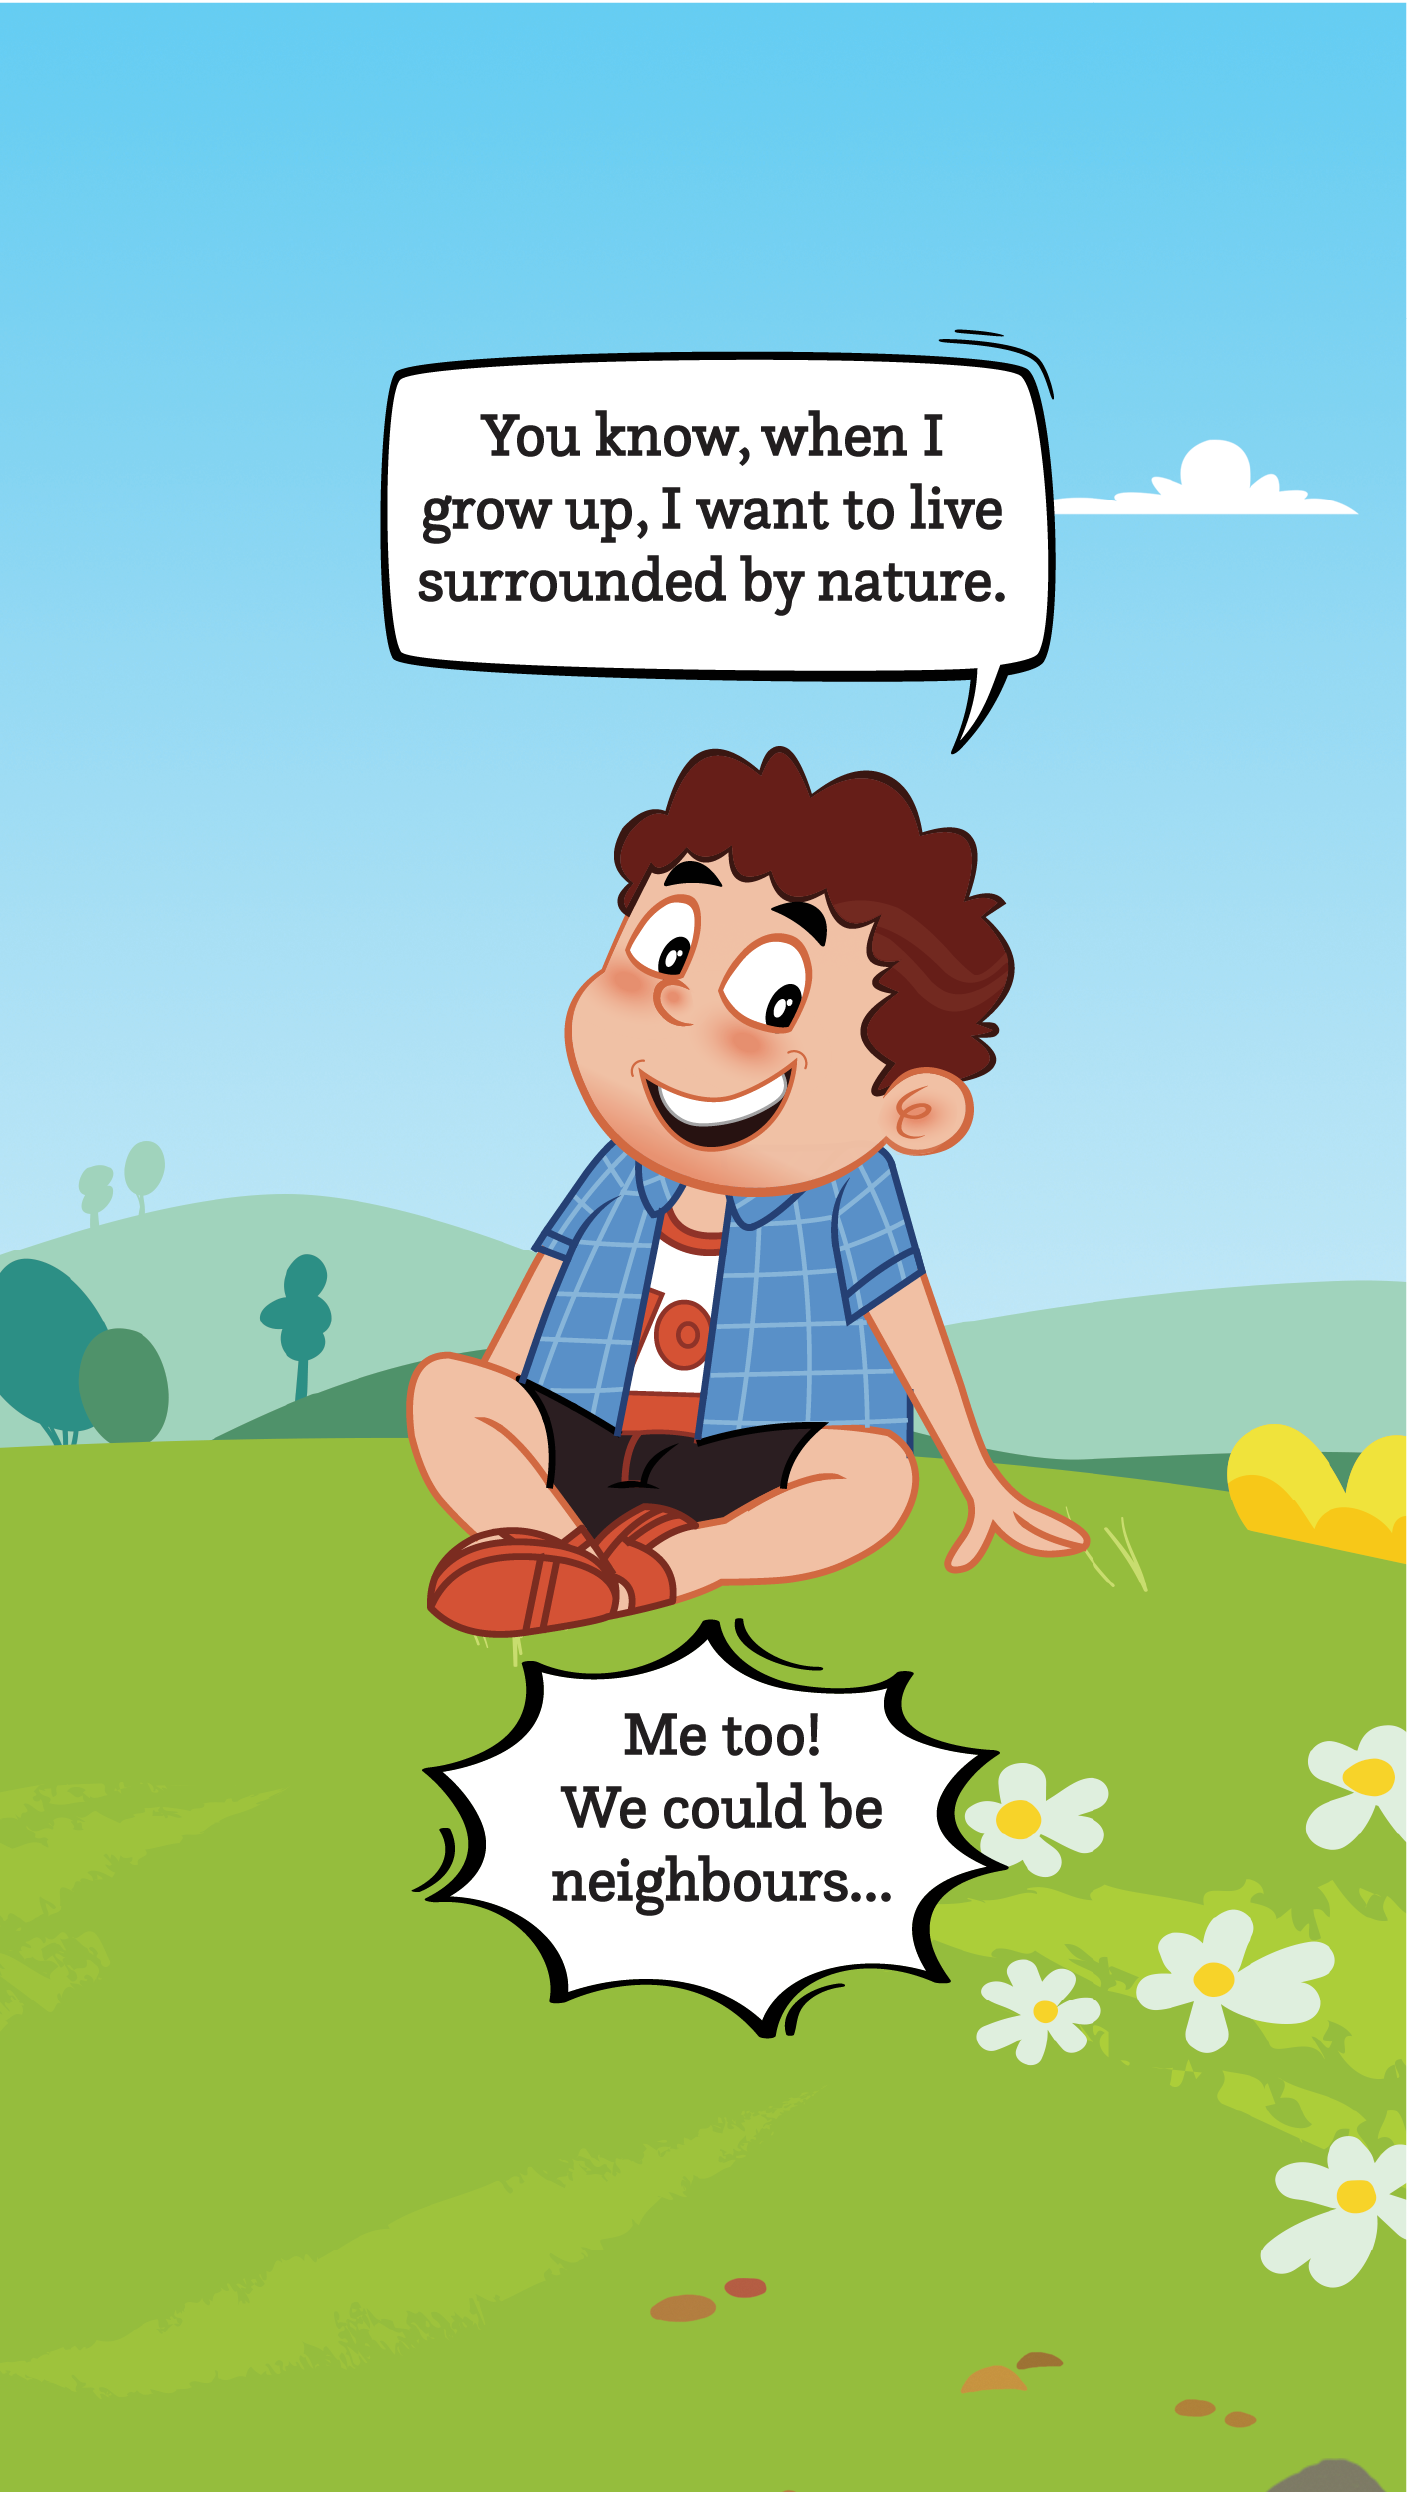 You know, when I
grow up, I want to live
surrounded by nature.
Me too!
We could be
neighbours...